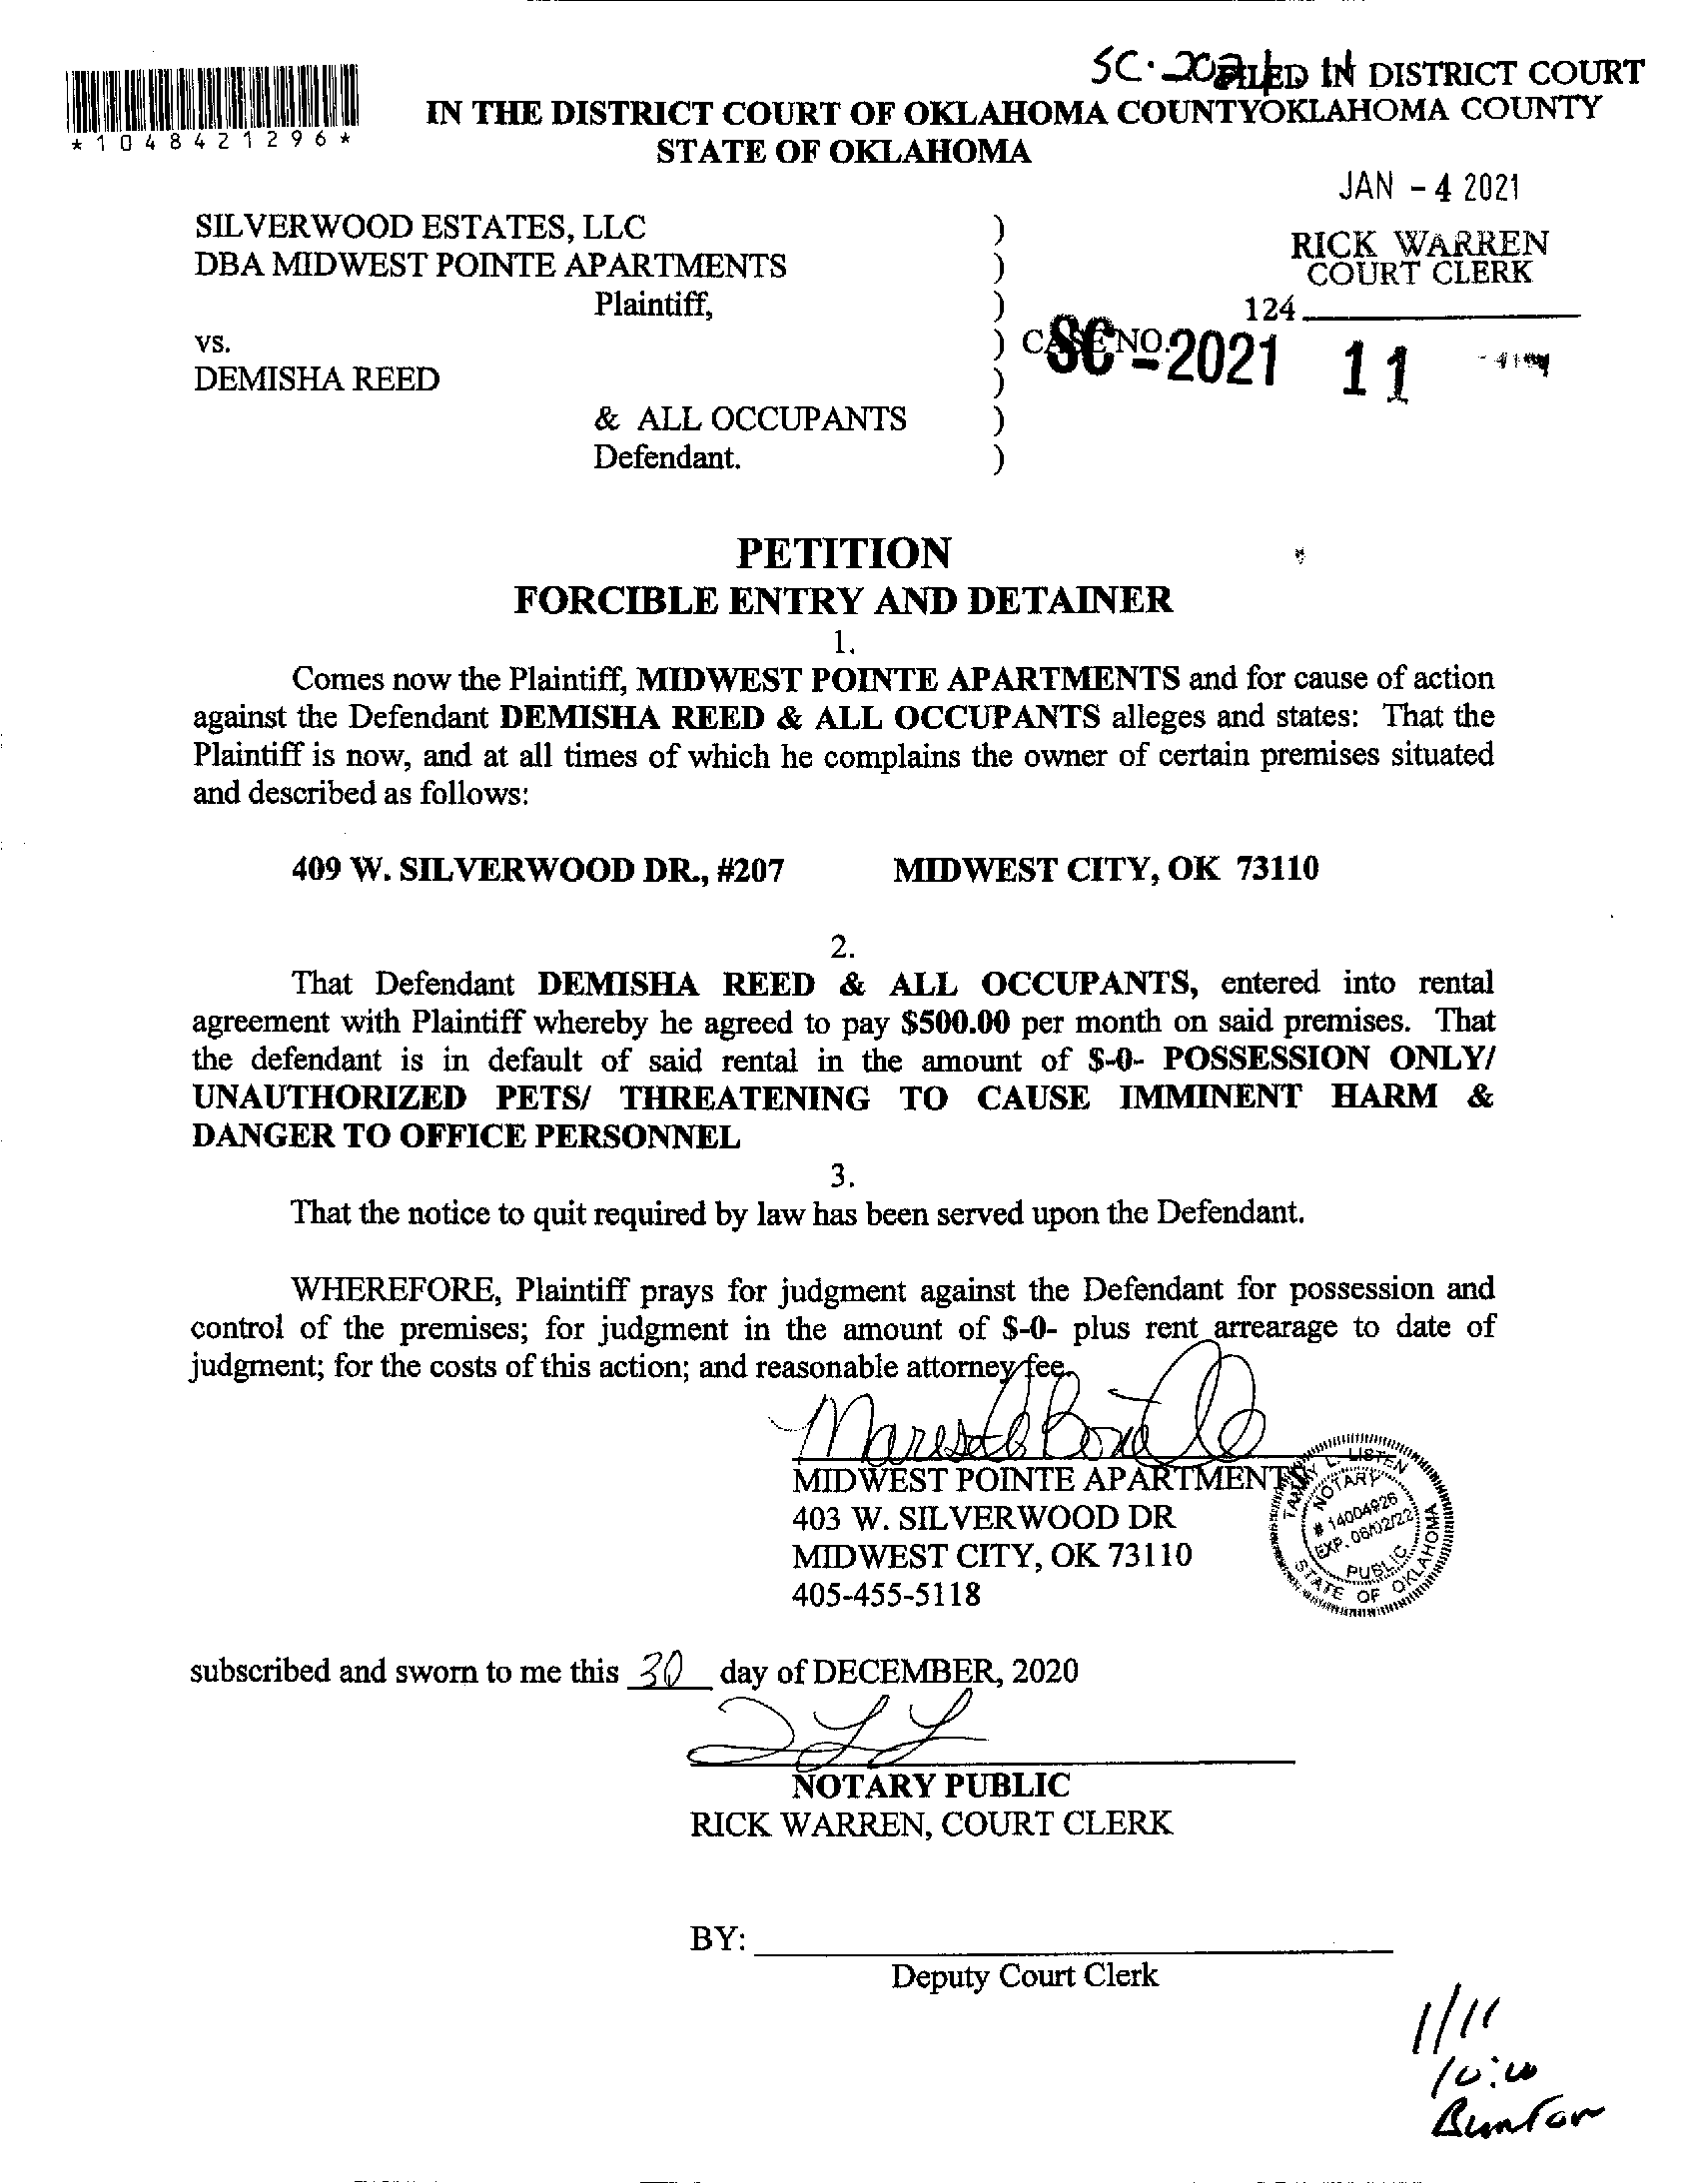 FILED IN DISTRICT COURT
IN THE DISTRICT COURT OF OKLAHOMA COUNTY OKLAHOMA COUNTY
*1048421296*
STATE OF OKLAHOMA
JAN -4 2021
SILVERWOOD ESTATES, LLC )
RICK WARREN
DBA MIDWEST POINTE APARTMENTS )
COURT CLERK
Plaintiff, )
124
vs. ) CASE NO.
SC-2021 11
DEMISHA REED )
& ALL OCCUPANTS )
Defendant. )
PETITION
FORCIBLE ENTRY AND DETAINER
1.
Comes now the Plaintiff, MIDWEST POINTE APARTMENTS and for cause of action
against the Defendant DEMISHA REED & ALL OCCUPANTS alleges and states: That the
Plaintiff is now, and at all times of which he complains the owner of certain premises situated
and described as follows:
409 W. SILVERWOOD DR., #207 MIDWEST CITY, OK 73110
2.
That Defendant DEMISHA REED & ALL OCCUPANTS, entered into rental
agreement with Plaintiff whereby he agreed to pay $500.00 per month on said premises. That
the defendant is in default of said rental in the amount of $-0- POSSESSION ONLY/
UNAUTHORIZED PETS/ THREATENING TO CAUSE IMMINENT HARM &
DANGER TO OFFICE PERSONNEL
3.
That the notice to quit required by law has been served upon the Defendant.
WHEREFORE, Plaintiff prays for judgment against the Defendant for possession and
control of the premises; for judgment in the amount of $-0- plus rent arrearage to date of
judgment; for the costs of this action; and reasonable attorney fee.
MIDWEST POINTE APARTMENTS
403 W. SILVERWOOD DR
MIDWEST CITY, OK 73110
405-455-5118
TAMMY L. LISTEN
NOTARY
# 14004926
EXP. 06/02/22
PUBLIC
STATE OF OKLAHOMA
subscribed and sworn to me this 30 day of DECEMBER, 2020
NOTARY PUBLIC
RICK WARREN, COURT CLERK
BY:
Deputy Court Clerk
1/11
10:00